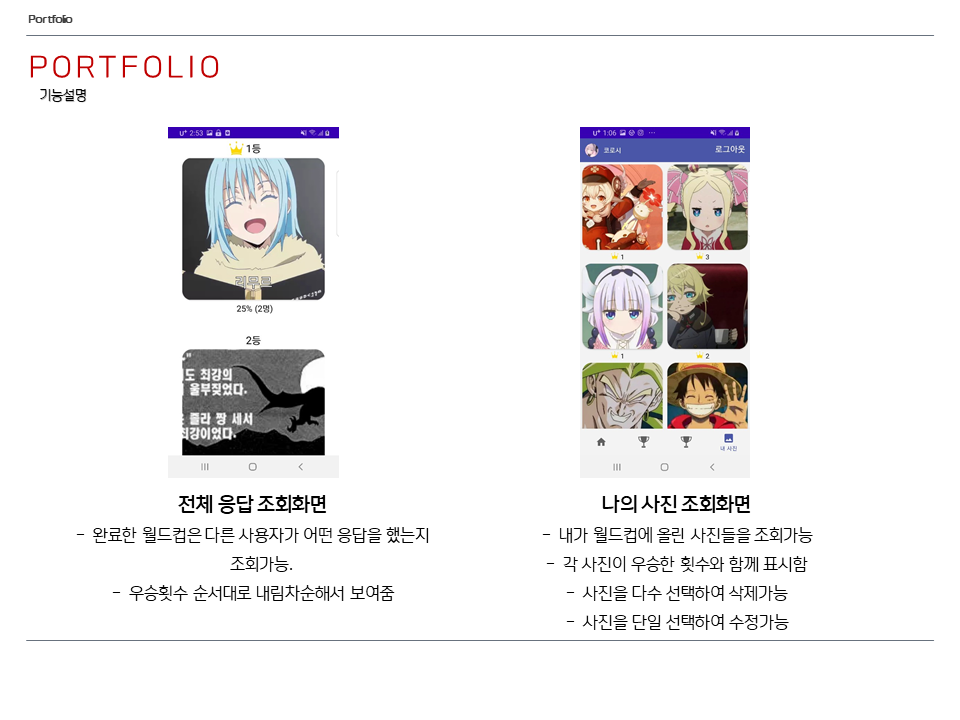 Portfolio
PORTFOLIO
기능설명
U+ 2:53
1등
리무르
25% (2명)
2등
도 최강의
울부짖었다.
졸라 짱 세서
최강이었다.
전체 응답 조회화면
- 완료한 월드컵은 다른 사용자가 어떤 응답을 했는지
조회가능.
- 우승횟수 순서대로 내림차순해서 보여줌
U+ 1:06
코로시 로그아웃
1 3
1 2
내 사진
나의 사진 조회화면
- 내가 월드컵에 올린 사진들을 조회가능
- 각 사진이 우승한 횟수와 함께 표시함
- 사진을 다수 선택하여 삭제가능
- 사진을 단일 선택하여 수정가능